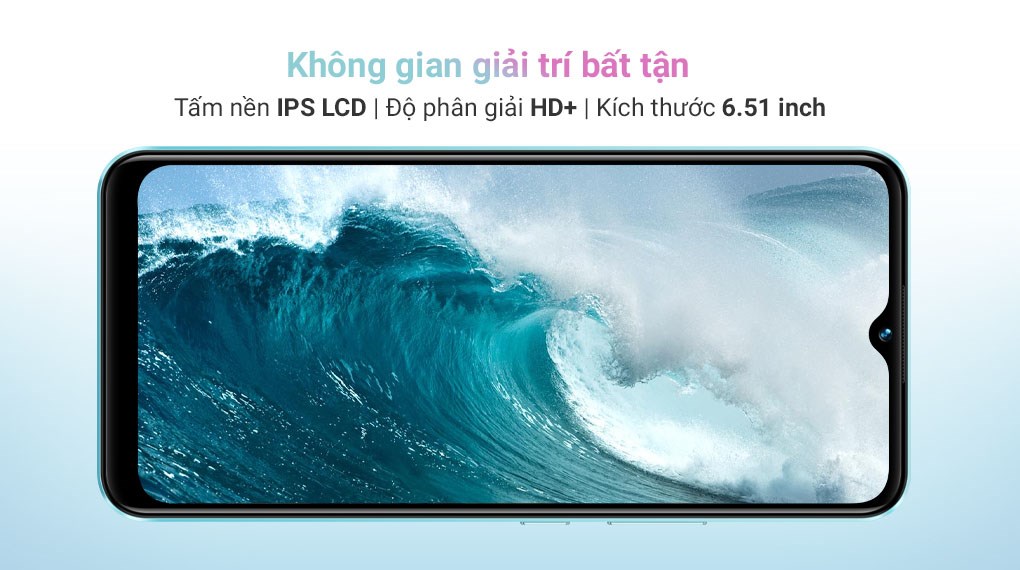 Không gian giải trí bất tận
Tấm nền IPS LCD | Độ phân giải HD+ | Kích thước 6.51 inch